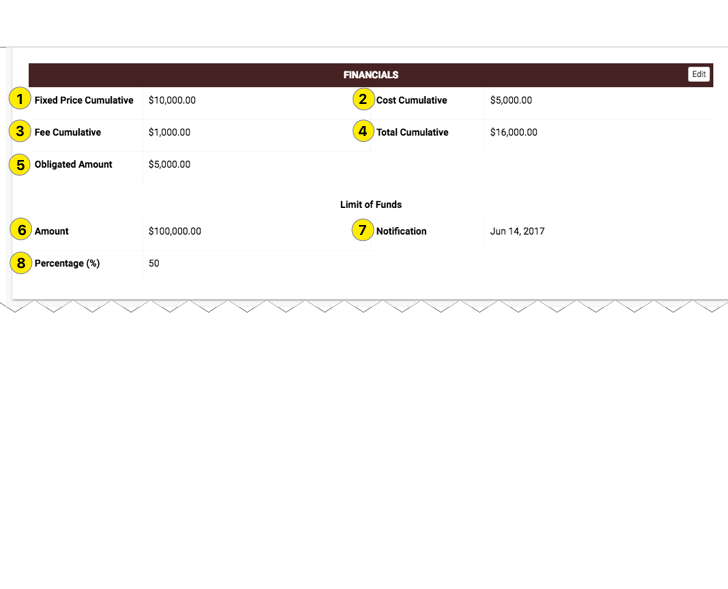 FINANCIALS Edit
1 Fixed Price Cumulative $10,000.00 2 Cost Cumulative $5,000.00
3 Fee Cumulative $1,000.00 4 Total Cumulative $16,000.00
5 Obligated Amount $5,000.00
Limit of Funds
6 Amount $100,000.00 7 Notification Jun 14, 2017
8 Percentage (%) 50